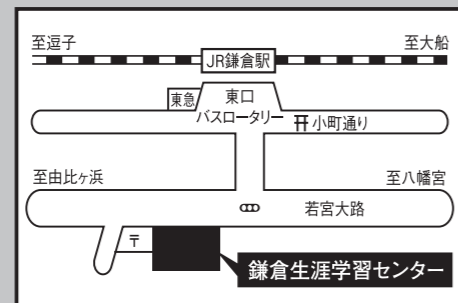 至逗子
至大船
JR鎌倉駅
東急
東口
バスロータリー
小町通り
至由比ヶ浜
至八幡宮
若宮大路
〒
鎌倉生涯学習センター